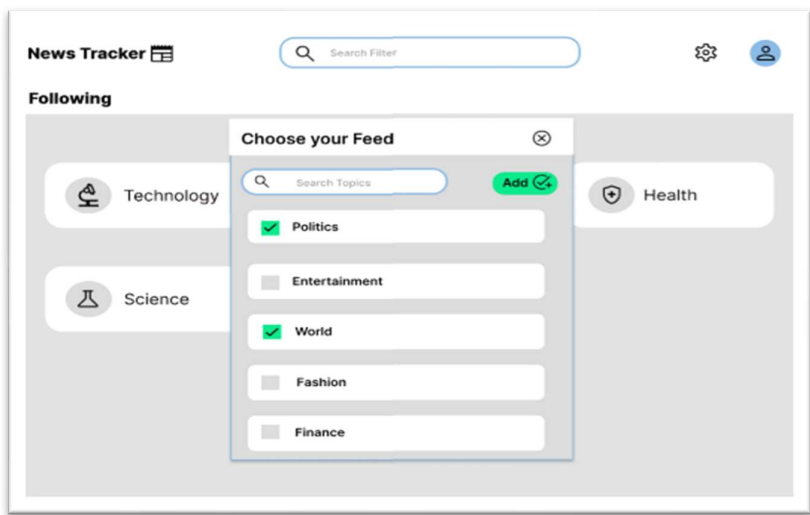 News Tracker
Search Filter
Following
Choose your Feed
Search Topics
Add
Technology
Health
Politics
Entertainment
Science
World
Fashion
Finance